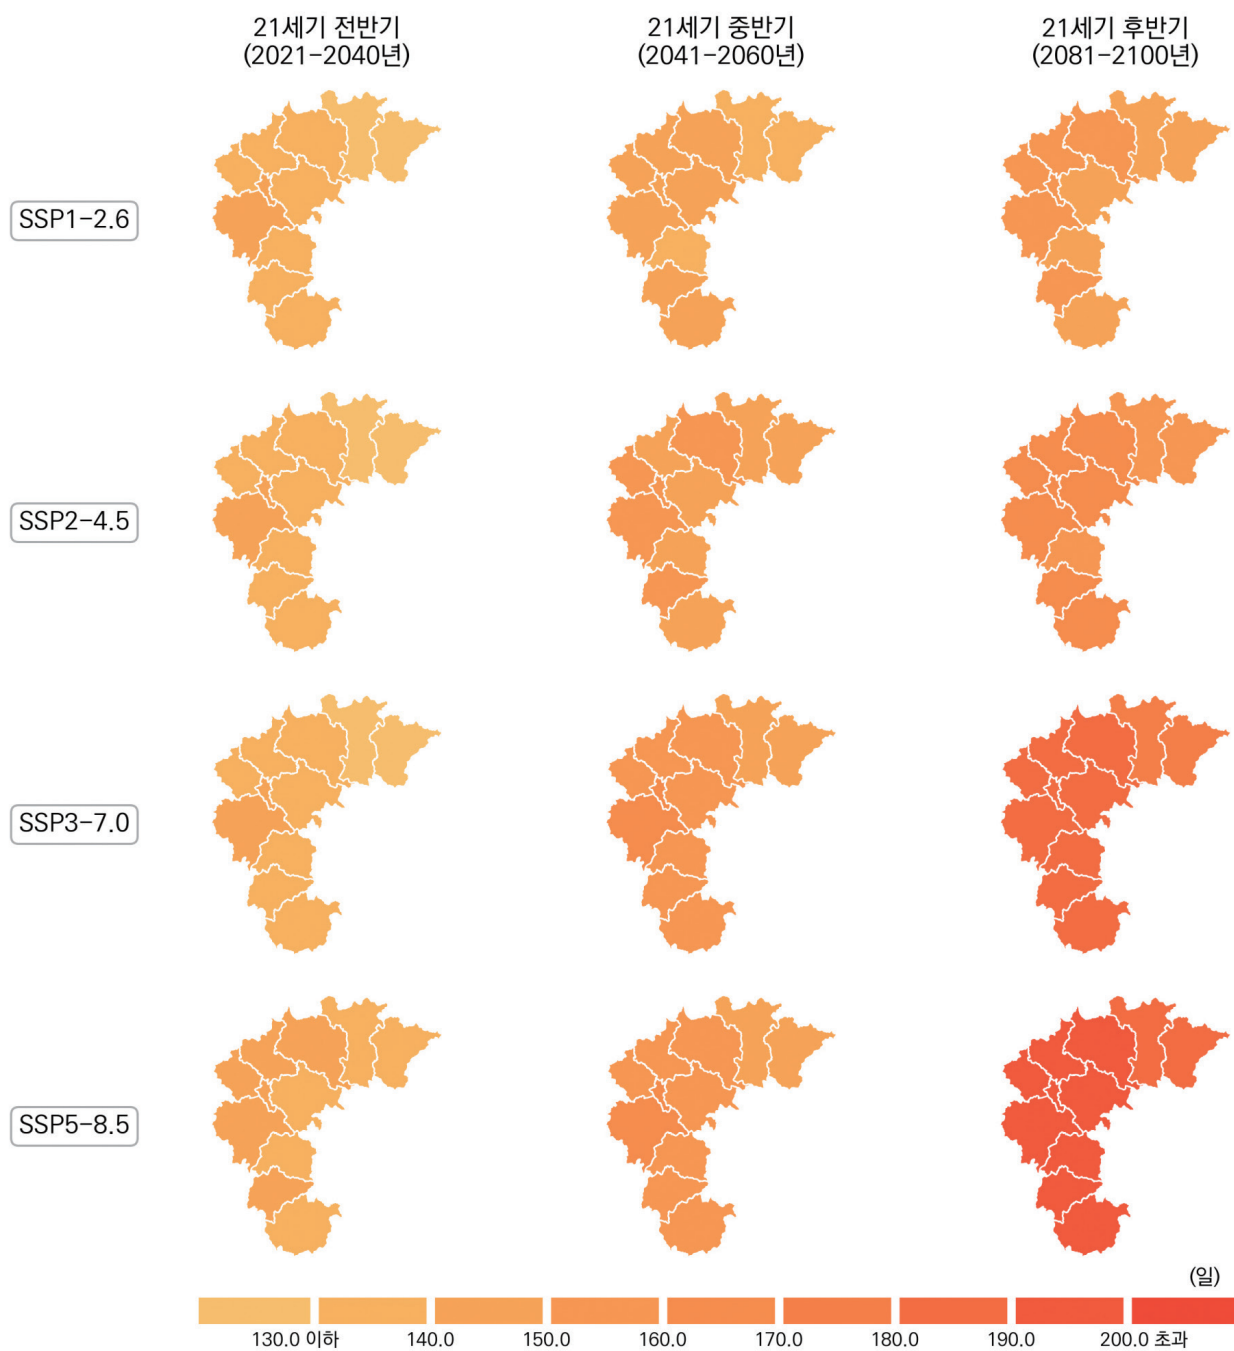 21세기 전반기
(2021-2040년)
21세기 중반기
(2041-2060년)
21세기 후반기
(2081-2100년)
SSP1-2.6
SSP2-4.5
SSP3-7.0
SSP5-8.5
(일)
130.0 이하 140.0 150.0 160.0 170.0 180.0 190.0 200.0 초과